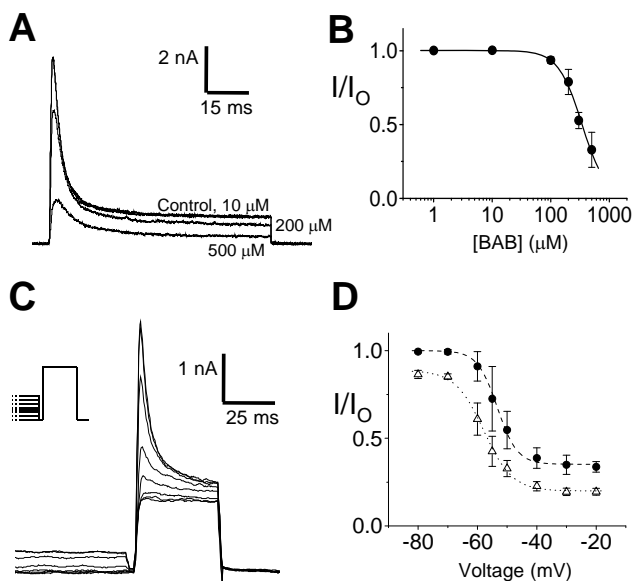 A
2 nA
15 ms
Control, 10 µM
200 µM
500 µM
B
I/I_O
1.0
0.5
0.0
1 10 100 1000
[BAB] (µM)
C
1 nA
25 ms
D
I/I_O
1.0
0.5
0.0
-80 -60 -40 -20
Voltage (mV)